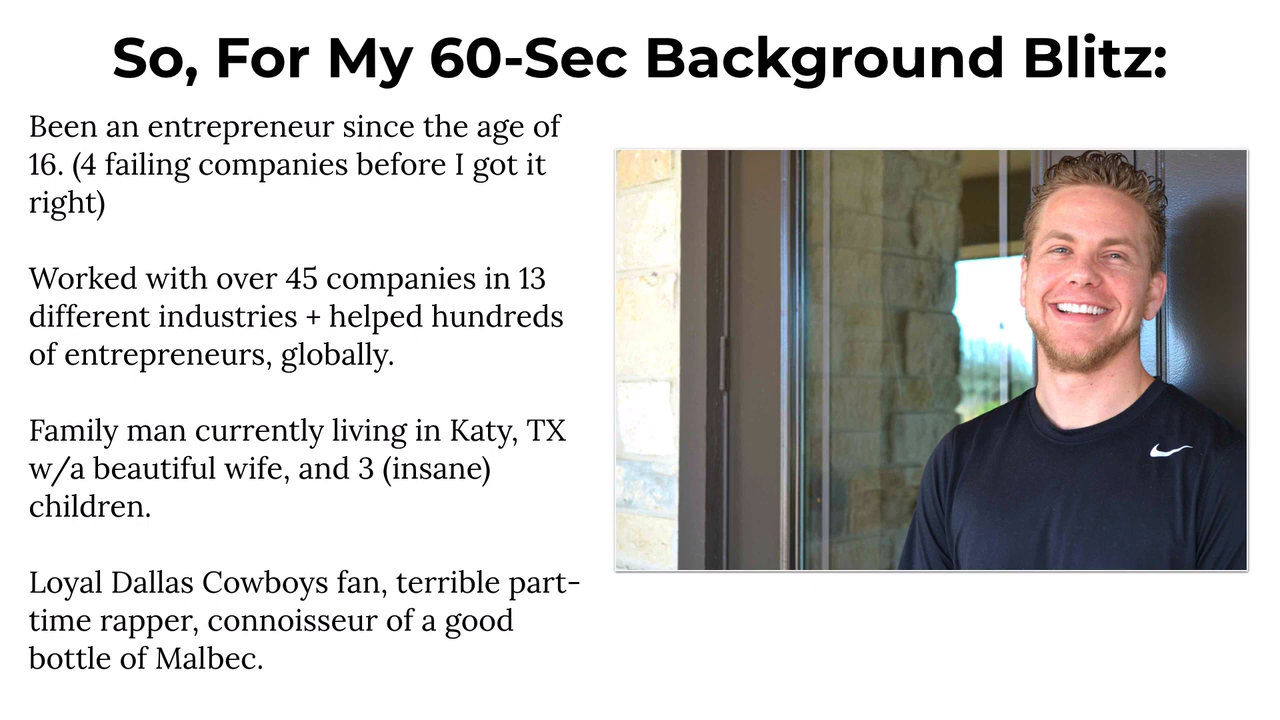 So, For My 60-Sec Background Blitz:
Been an entrepreneur since the age of
16. (4 failing companies before I got it
right)
Worked with over 45 companies in 13
different industries + helped hundreds
of entrepreneurs, globally.
Family man currently living in Katy, TX
w/a beautiful wife, and 3 (insane)
children.
Loyal Dallas Cowboys fan, terrible part-
time rapper, connoisseur of a good
bottle of Malbec.